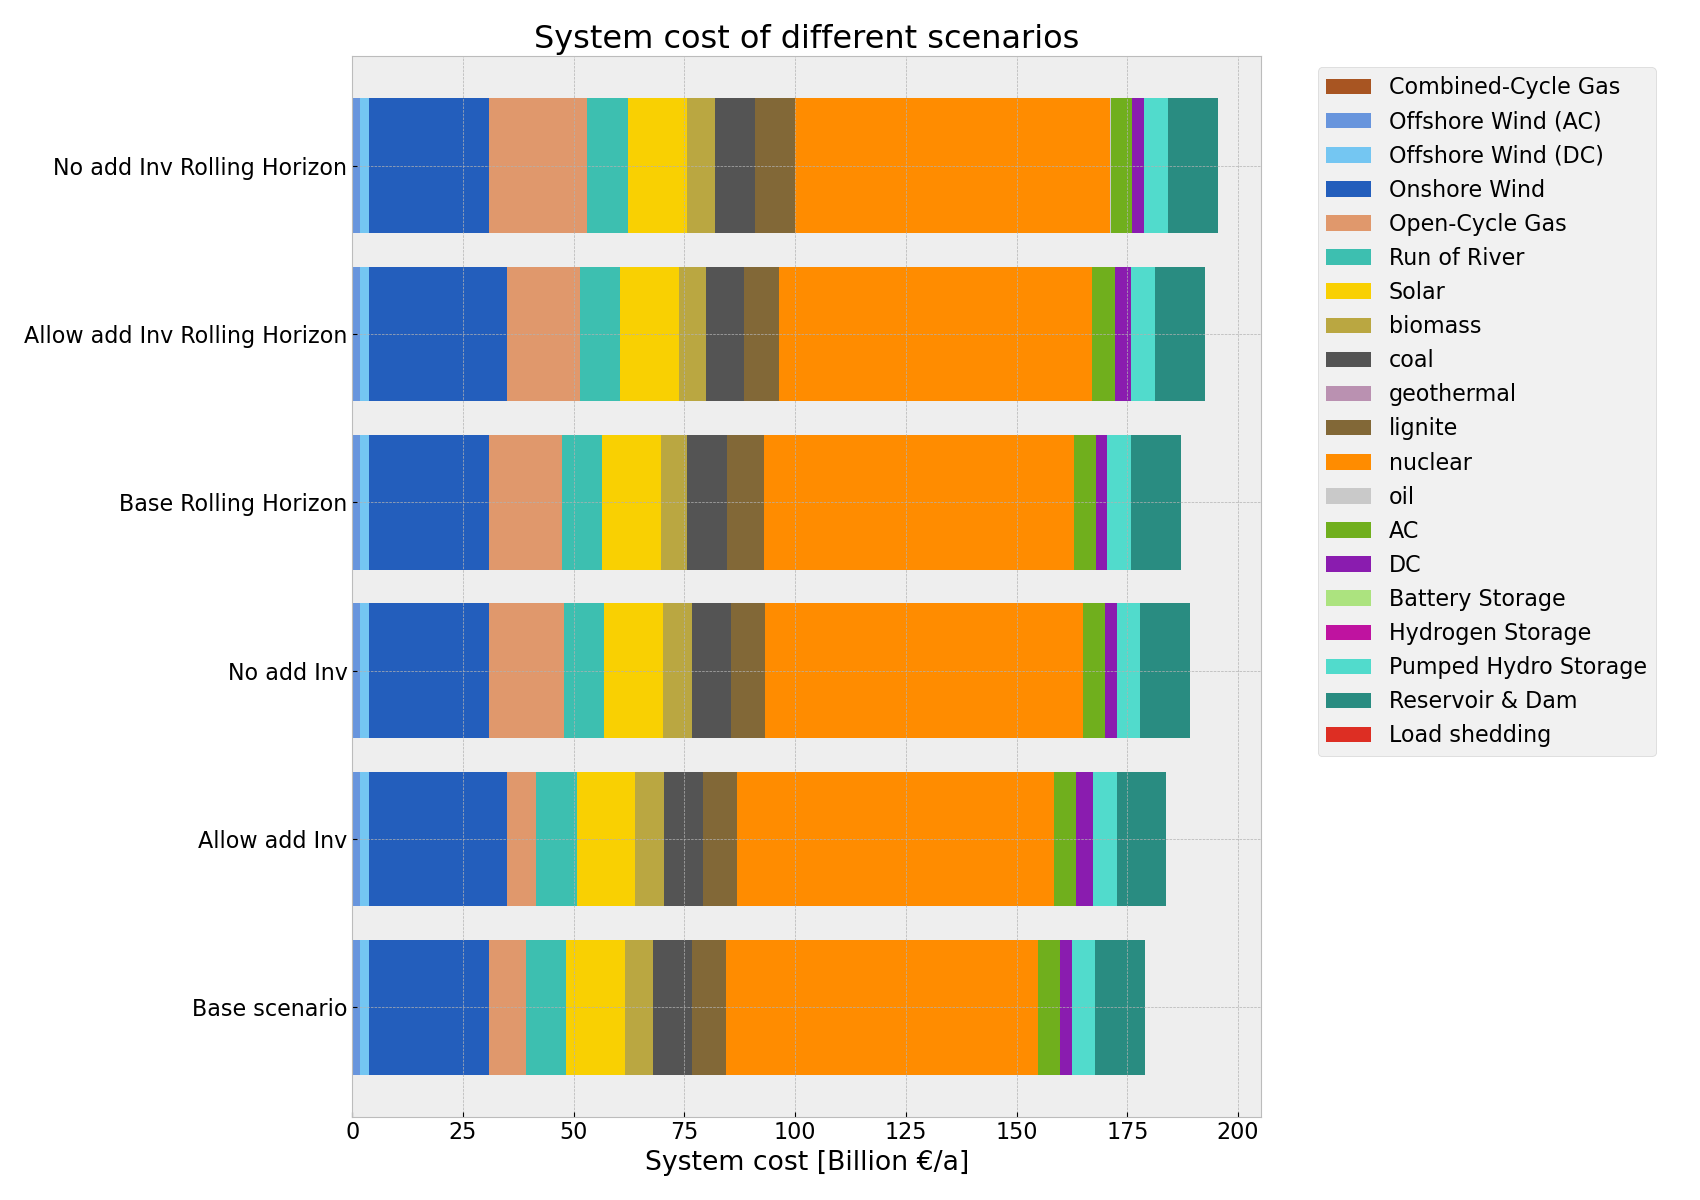 System cost of different scenarios
No add Inv Rolling Horizon
Allow add Inv Rolling Horizon
Base Rolling Horizon
No add Inv
Allow add Inv
Base scenario
0 25 50 75 100 125 150 175 200
System cost [Billion €/a]
Combined-Cycle Gas
Offshore Wind (AC)
Offshore Wind (DC)
Onshore Wind
Open-Cycle Gas
Run of River
Solar
biomass
coal
geothermal
lignite
nuclear
oil
AC
DC
Battery Storage
Hydrogen Storage
Pumped Hydro Storage
Reservoir & Dam
Load shedding